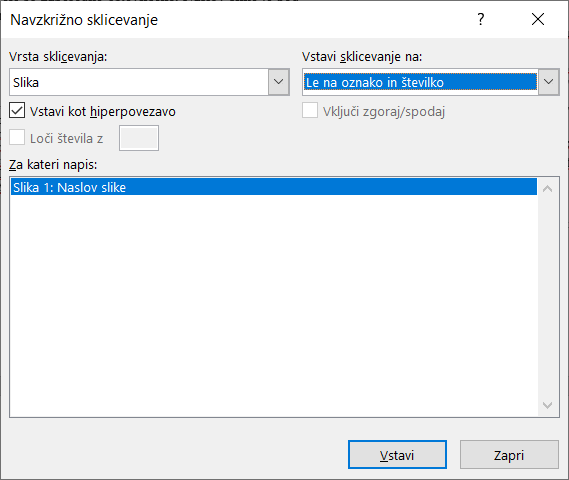 Navzkrižno sklicevanje ?
Vrsta sklicevanja: Vstavi sklicevanje na:
Slika Le na oznako in številko
Vstavi kot hiperpovezavo Vključi zgoraj/spodaj
Loči števila z
Za kateri napis:
Slika 1: Naslov slike
Vstavi Zapri